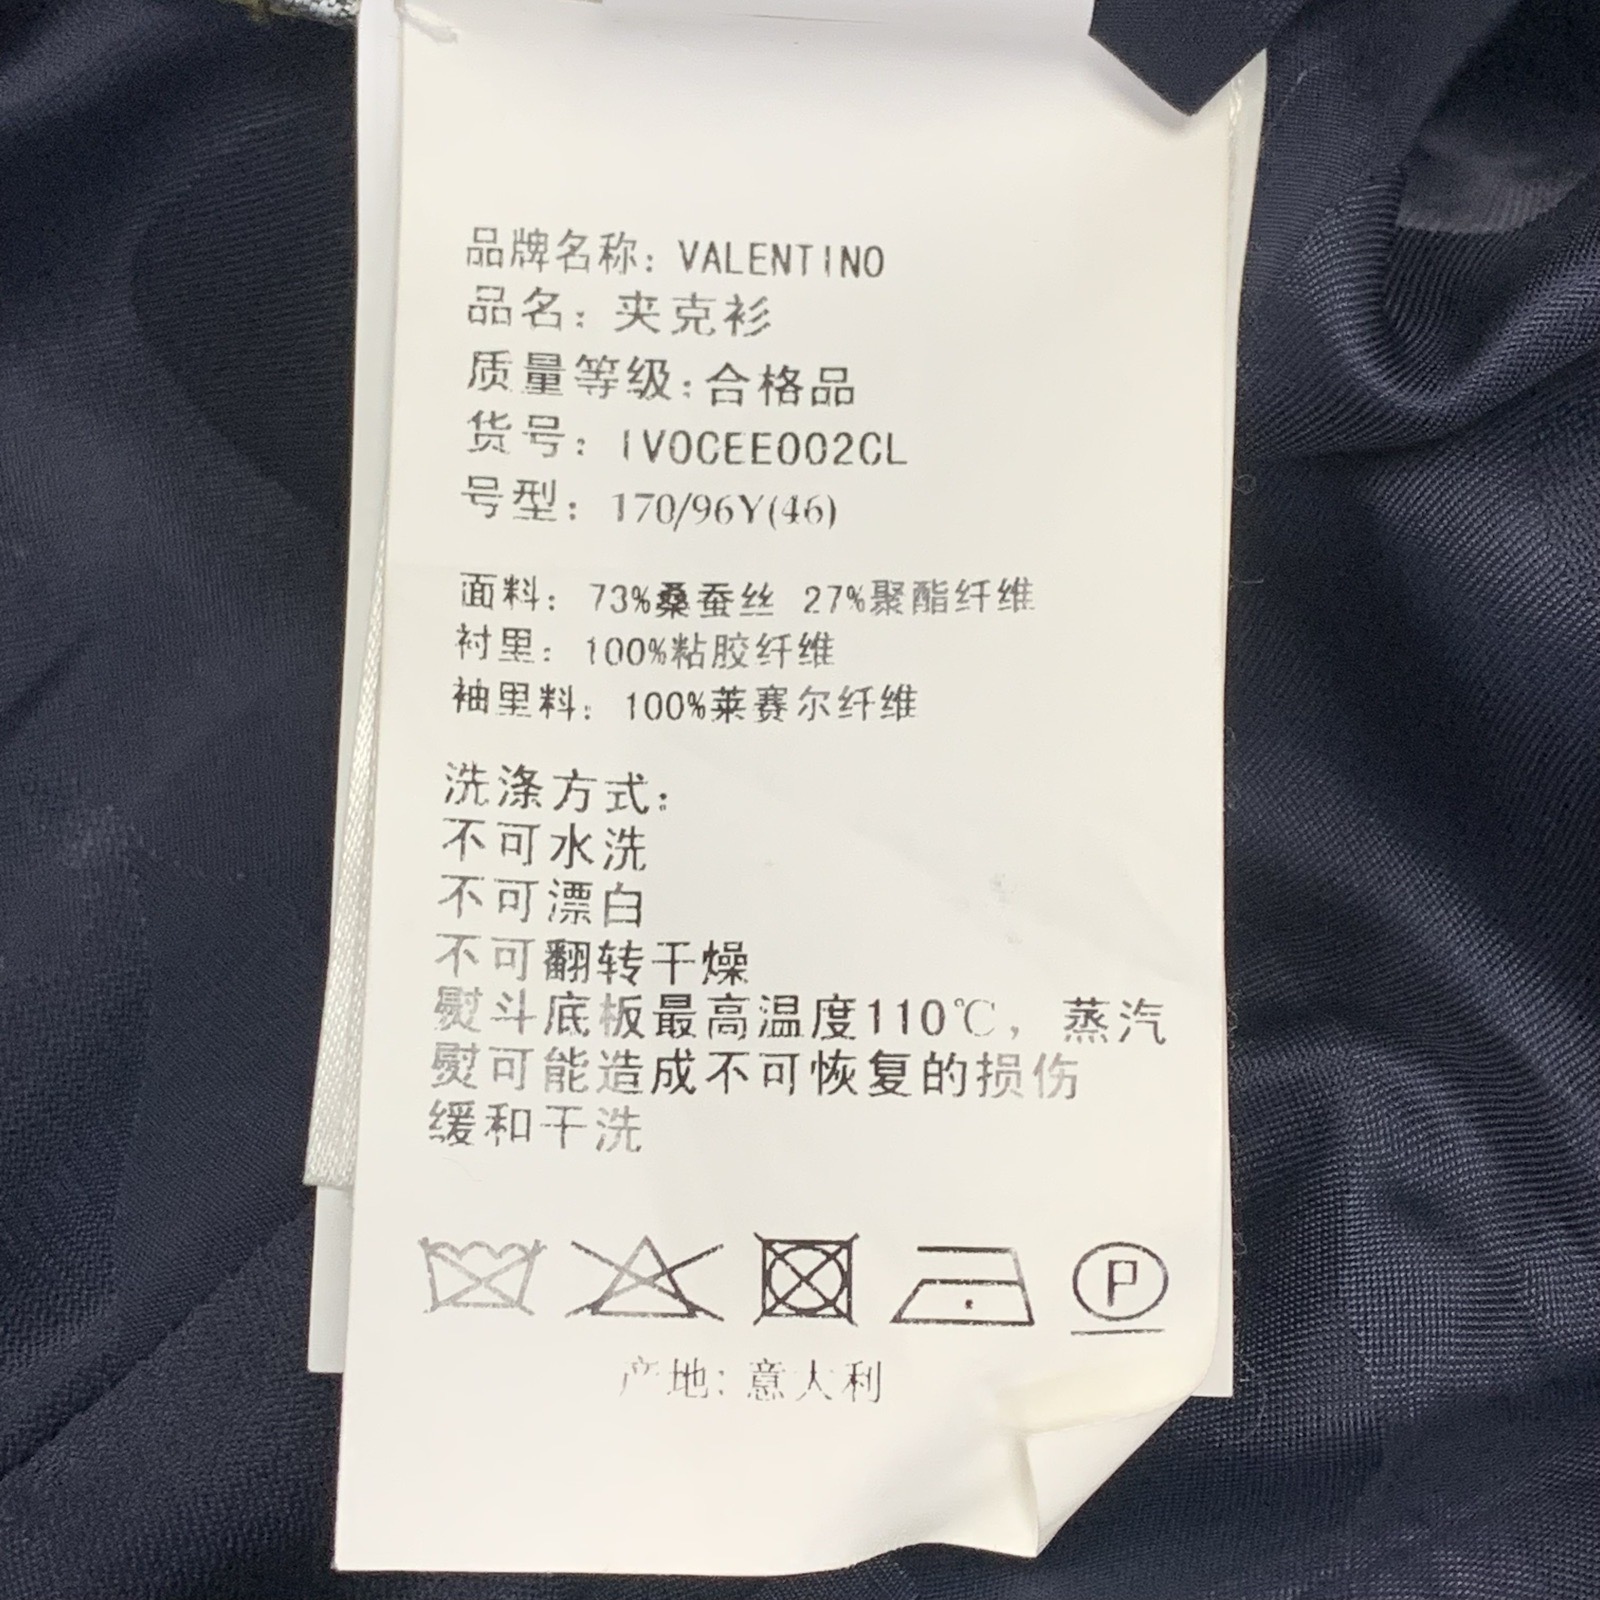 品牌名称: VALENTINO
品名: 夹克衫
质量等级: 合格品
货号: IV0CEE002CL
号型: 170/96Y(46)
面料: 73%桑蚕丝 27%聚酯纤维
衬里: 100%粘胶纤维
袖里料: 100%莱赛尔纤维
洗涤方式:
不可水洗
不可漂白
不可翻转干燥
熨斗底板最高温度110℃, 蒸汽
熨可能造成不可恢复的损伤
缓和干洗
P
产地: 意大利